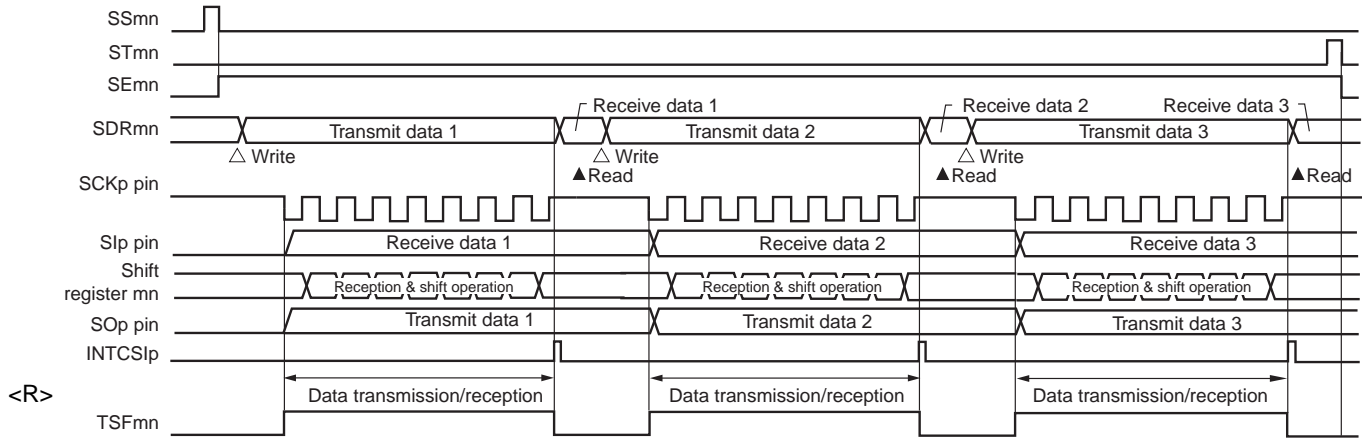 SSmn
STmn
SEmn
Receive data 1 Receive data 2 Receive data 3
SDRmn Transmit data 1 Transmit data 2 Transmit data 3
△ Write △ Write △ Write
▲Read ▲Read ▲Read
SCKp pin
SIp pin Receive data 1 Receive data 2 Receive data 3
Shift
register mn Reception & shift operation Reception & shift operation Reception & shift operation
SOp pin Transmit data 1 Transmit data 2 Transmit data 3
INTCSIp
<R> Data transmission/reception Data transmission/reception Data transmission/reception
TSFmn